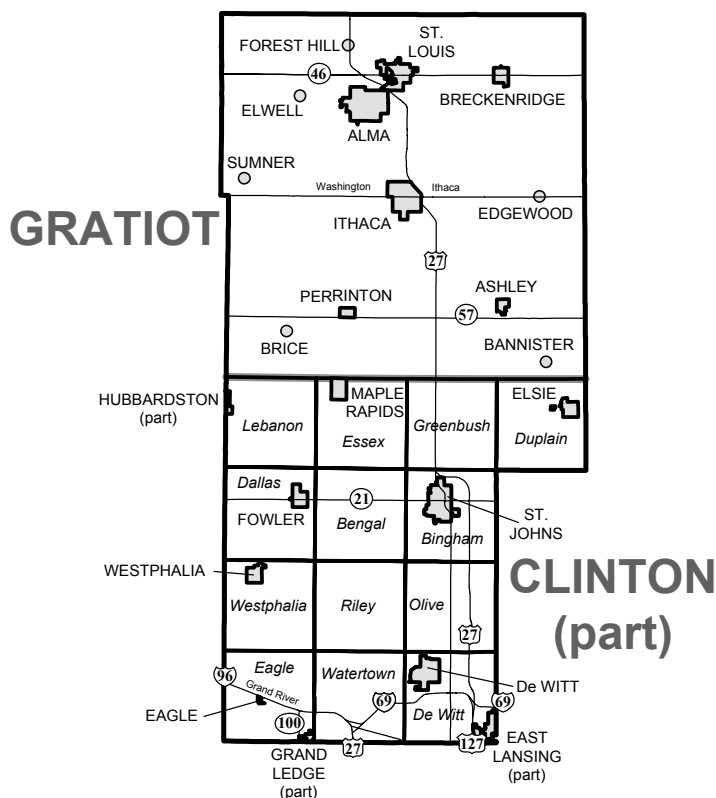 FOREST HILL
ST.
LOUIS
46
BRECKENRIDGE
ELWELL
ALMA
SUMNER
Washington
Ithaca
GRATIOT
ITHACA
EDGEWOOD
27
PERRINTON
ASHLEY
57
BRICE
BANNISTER
HUBBARDSTON
(part)
MAPLE
RAPIDS
ELSIE
Lebanon
Essex
Greenbush
Duplain
Dallas
21
FOWLER
Bengal
Bingham
ST.
JOHNS
WESTPHALIA
CLINTON
(part)
Westphalia
Riley
Olive
27
Eagle
Watertown
96
Grand River
De WITT
69
69
EAGLE
100
De Witt
GRAND
LEDGE
(part)
27
127
EAST
LANSING
(part)